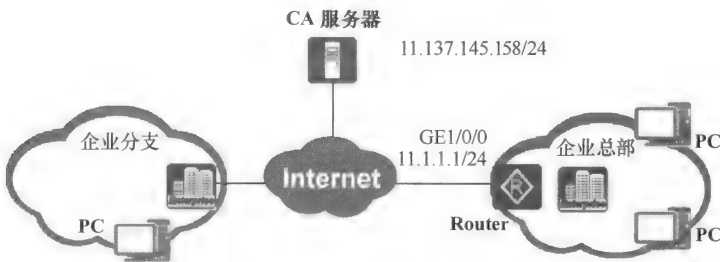 CA 服务器
11.137.145.158/24
企业分支
GE1/0/0
11.1.1.1/24
企业总部
PC
Internet
R
Router
PC
PC